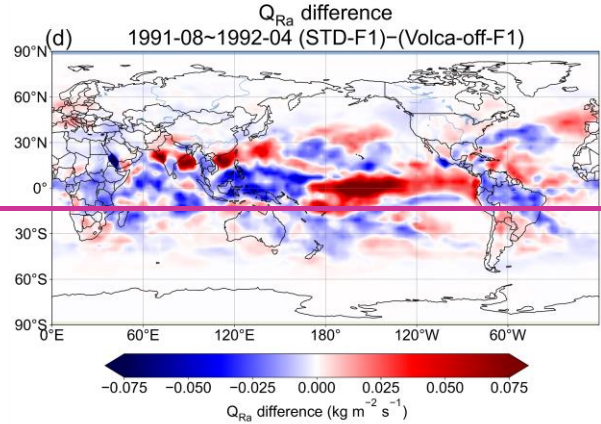 Q_Ra difference
(d) 1991-08~1992-04 (STD-F1)−(Volca-off-F1)
90°N
60°N
30°N
0°
30°S
60°S
90°S
0°E 60°E 120°E 180° 120°W 60°W
−0.075 −0.050 −0.025 0.000 0.025 0.050 0.075
Q_Ra difference (kg m⁻² s⁻¹)